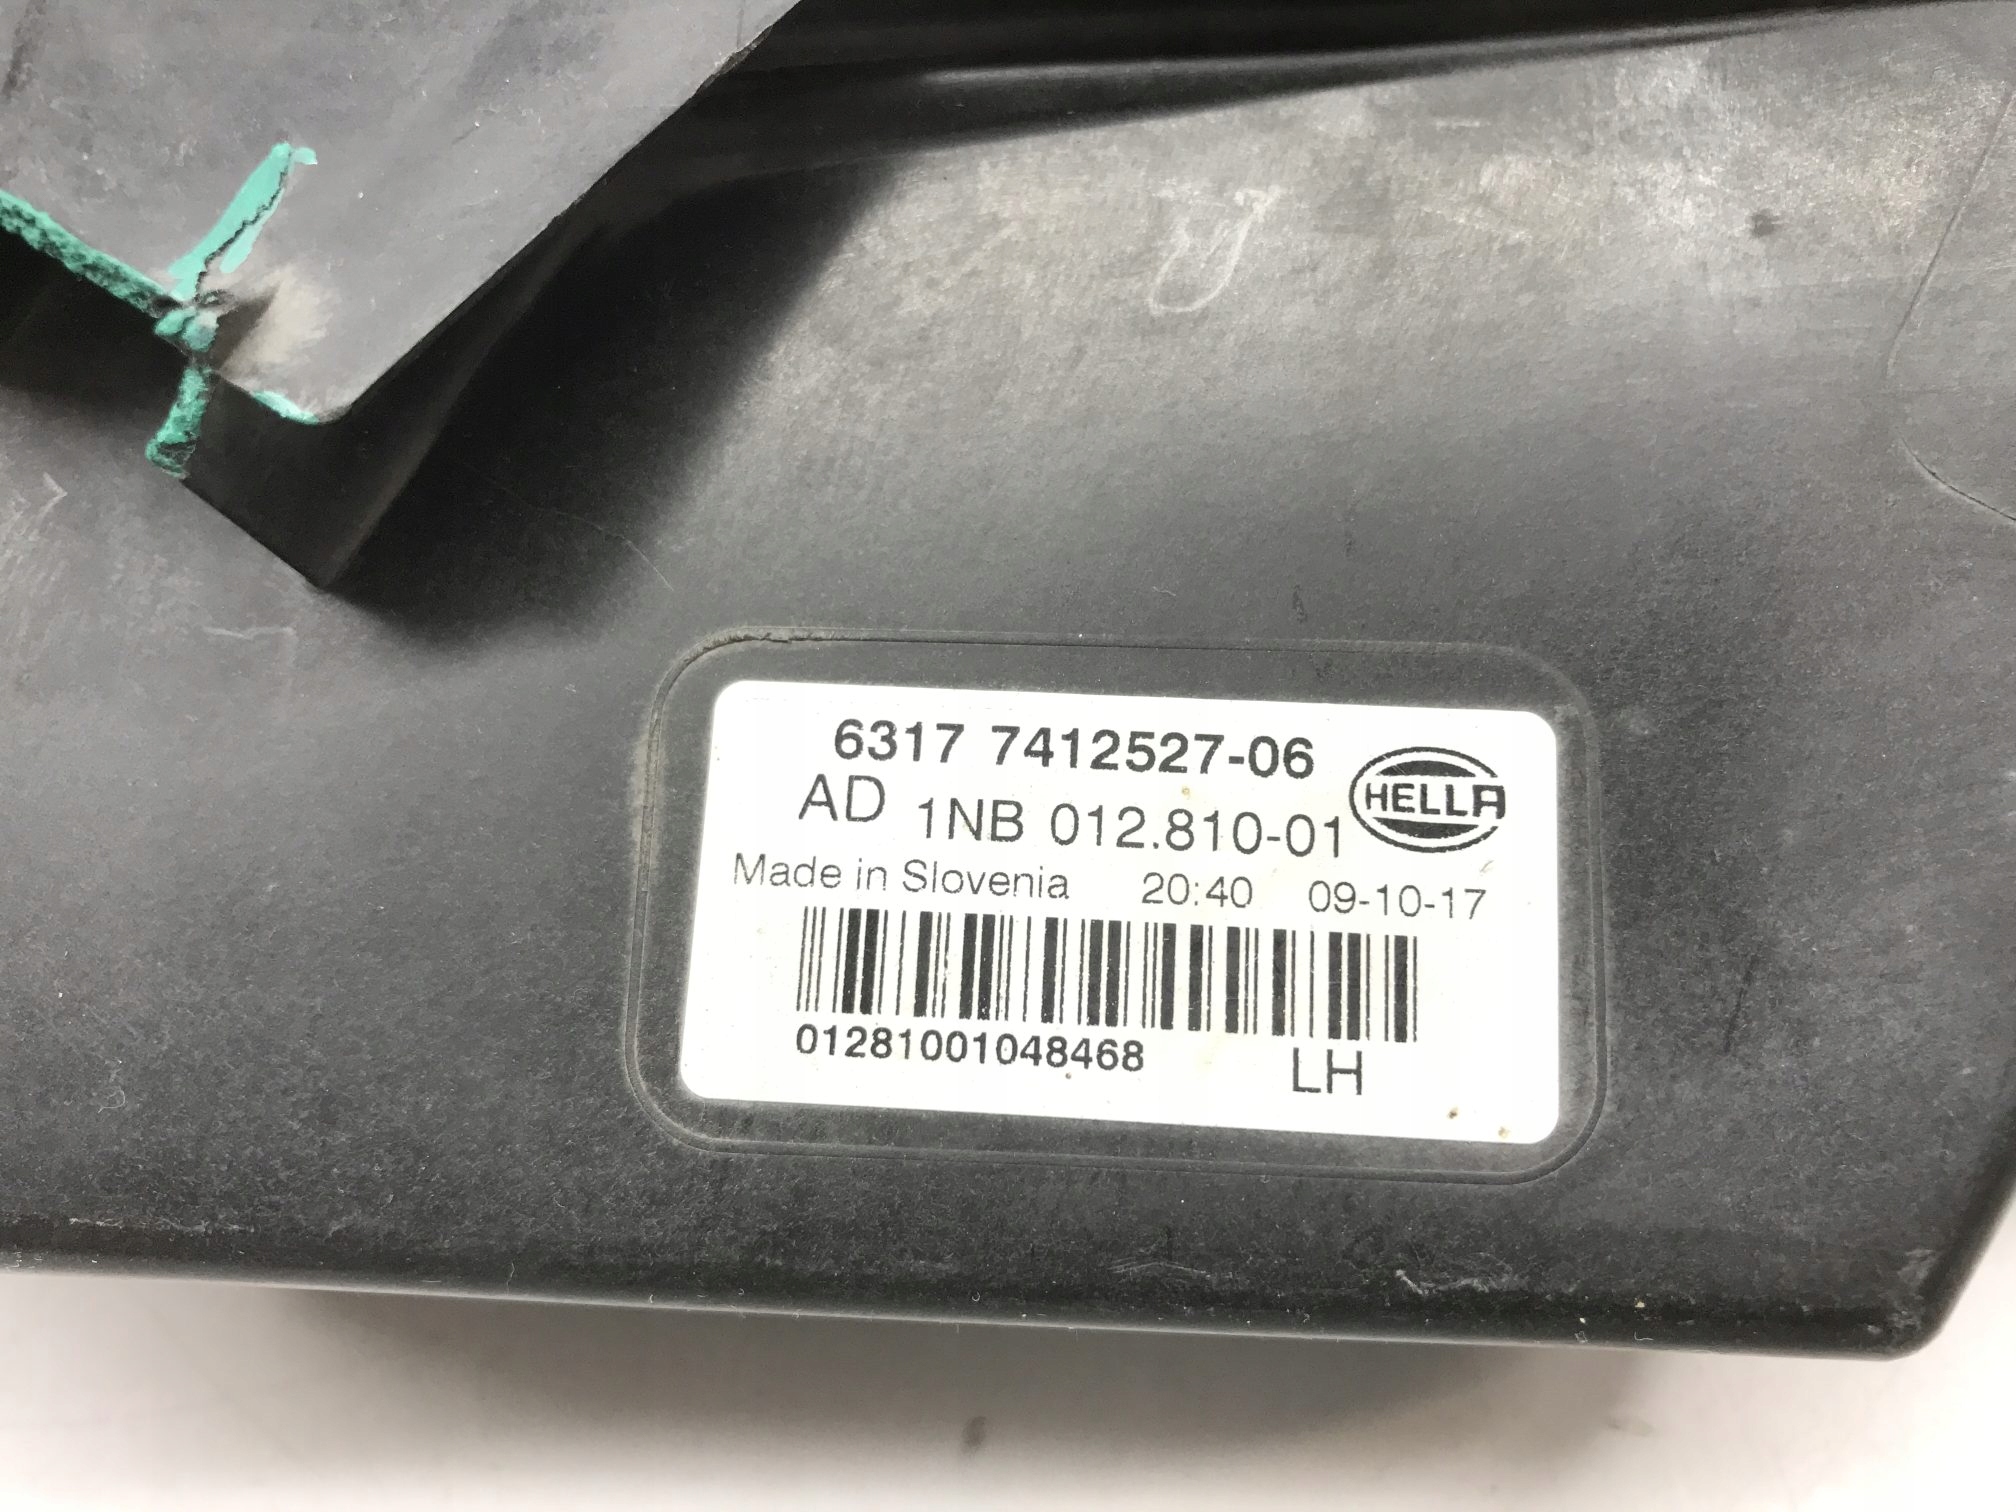 6317 7412527-06
AD 1NB 012.810-01
HELLA
Made in Slovenia 20:40 09-10-17
01281001048468 LH